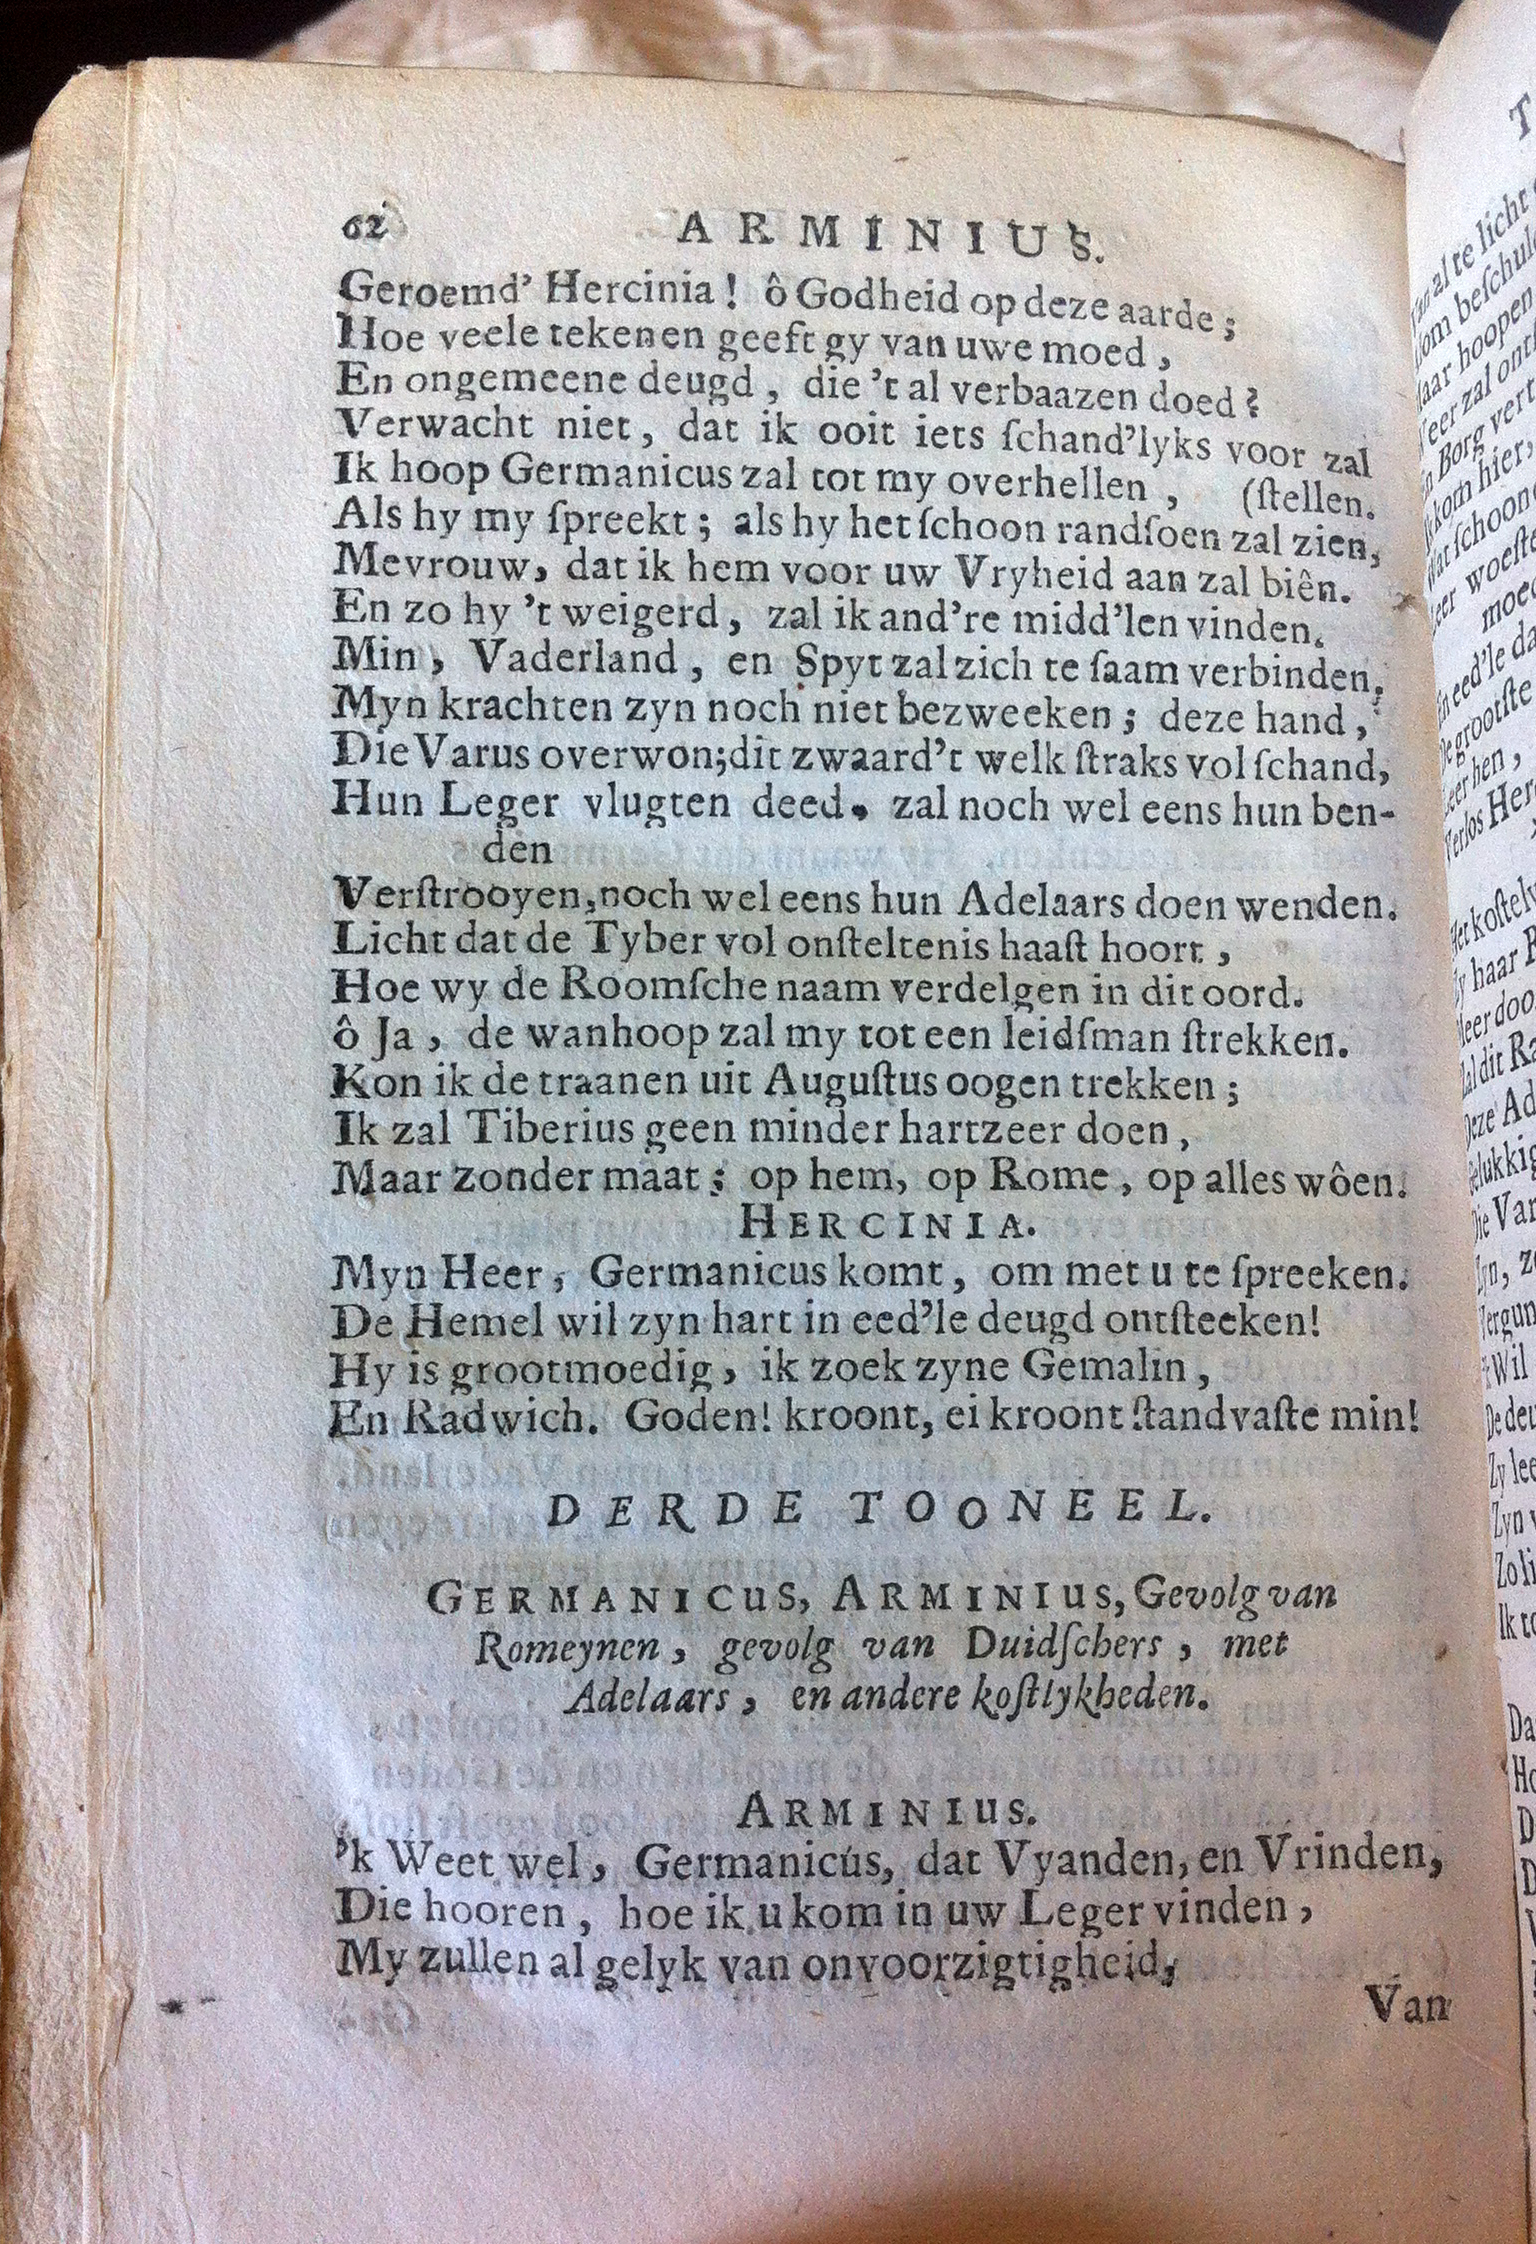 62 ARMINIUS.
Geroemd' Hercinia! ô Godheid op deze aarde;
Hoe veele tekenen geeft gy van uwe moed,
En ongemeene deugd, die 't al verbaazen doed?
Verwacht niet, dat ik ooit iets ſchand'lyks voor zal
Ik hoop Germanicus zal tot my overhellen, (ſtellen.
Als hy my ſpreekt; als hy het ſchoon randſoen zal zien,
Mevrouw, dat ik hem voor uw Vryheid aan zal biên.
En zo hy 't weigerd, zal ik and're midd'len vinden.
Min, Vaderland, en Spyt zal zich te ſaam verbinden.
Myn krachten zyn noch niet bezweeken; deze hand,
Die Varus overwon; dit zwaard 't welk ſtraks vol ſchand,
Hun Leger vlugten deed, zal noch wel eens hun ben-
den
Verſtrooyen, noch wel eens hun Adelaars doen wenden.
Licht dat de Tyber vol onſteltenis haaſt hoort,
Hoe wy de Roomſche naam verdelgen in dit oord.
ô Ja, de wanhoop zal my tot een leidſman ſtrekken.
Kon ik de traanen uit Auguſtus oogen trekken;
Ik zal Tiberius geen minder hartzeer doen,
Maar zonder maat; op hem, op Rome, op alles wôen.
HERCINIA.
Myn Heer, Germanicus komt, om met u te ſpreeken.
De Hemel wil zyn hart in eed'le deugd ontſteeken!
Hy is grootmoedig, ik zoek zyne Gemalin,
En Radwich. Goden! kroont, ei kroont ſtandvaſte min!
DERDE TOONEEL.
GERMANICUS, ARMINIUS, Gevolg van
Romeynen, gevolg van Duidſchers, met
Adelaars, en andere koſtlykheden.
ARMINIUS.
'k Weet wel, Germanicus, dat Vyanden, en Vrinden,
Die hooren, hoe ik u kom in uw Leger vinden,
My zullen al gelyk van onvoorzigtigheid,
Van